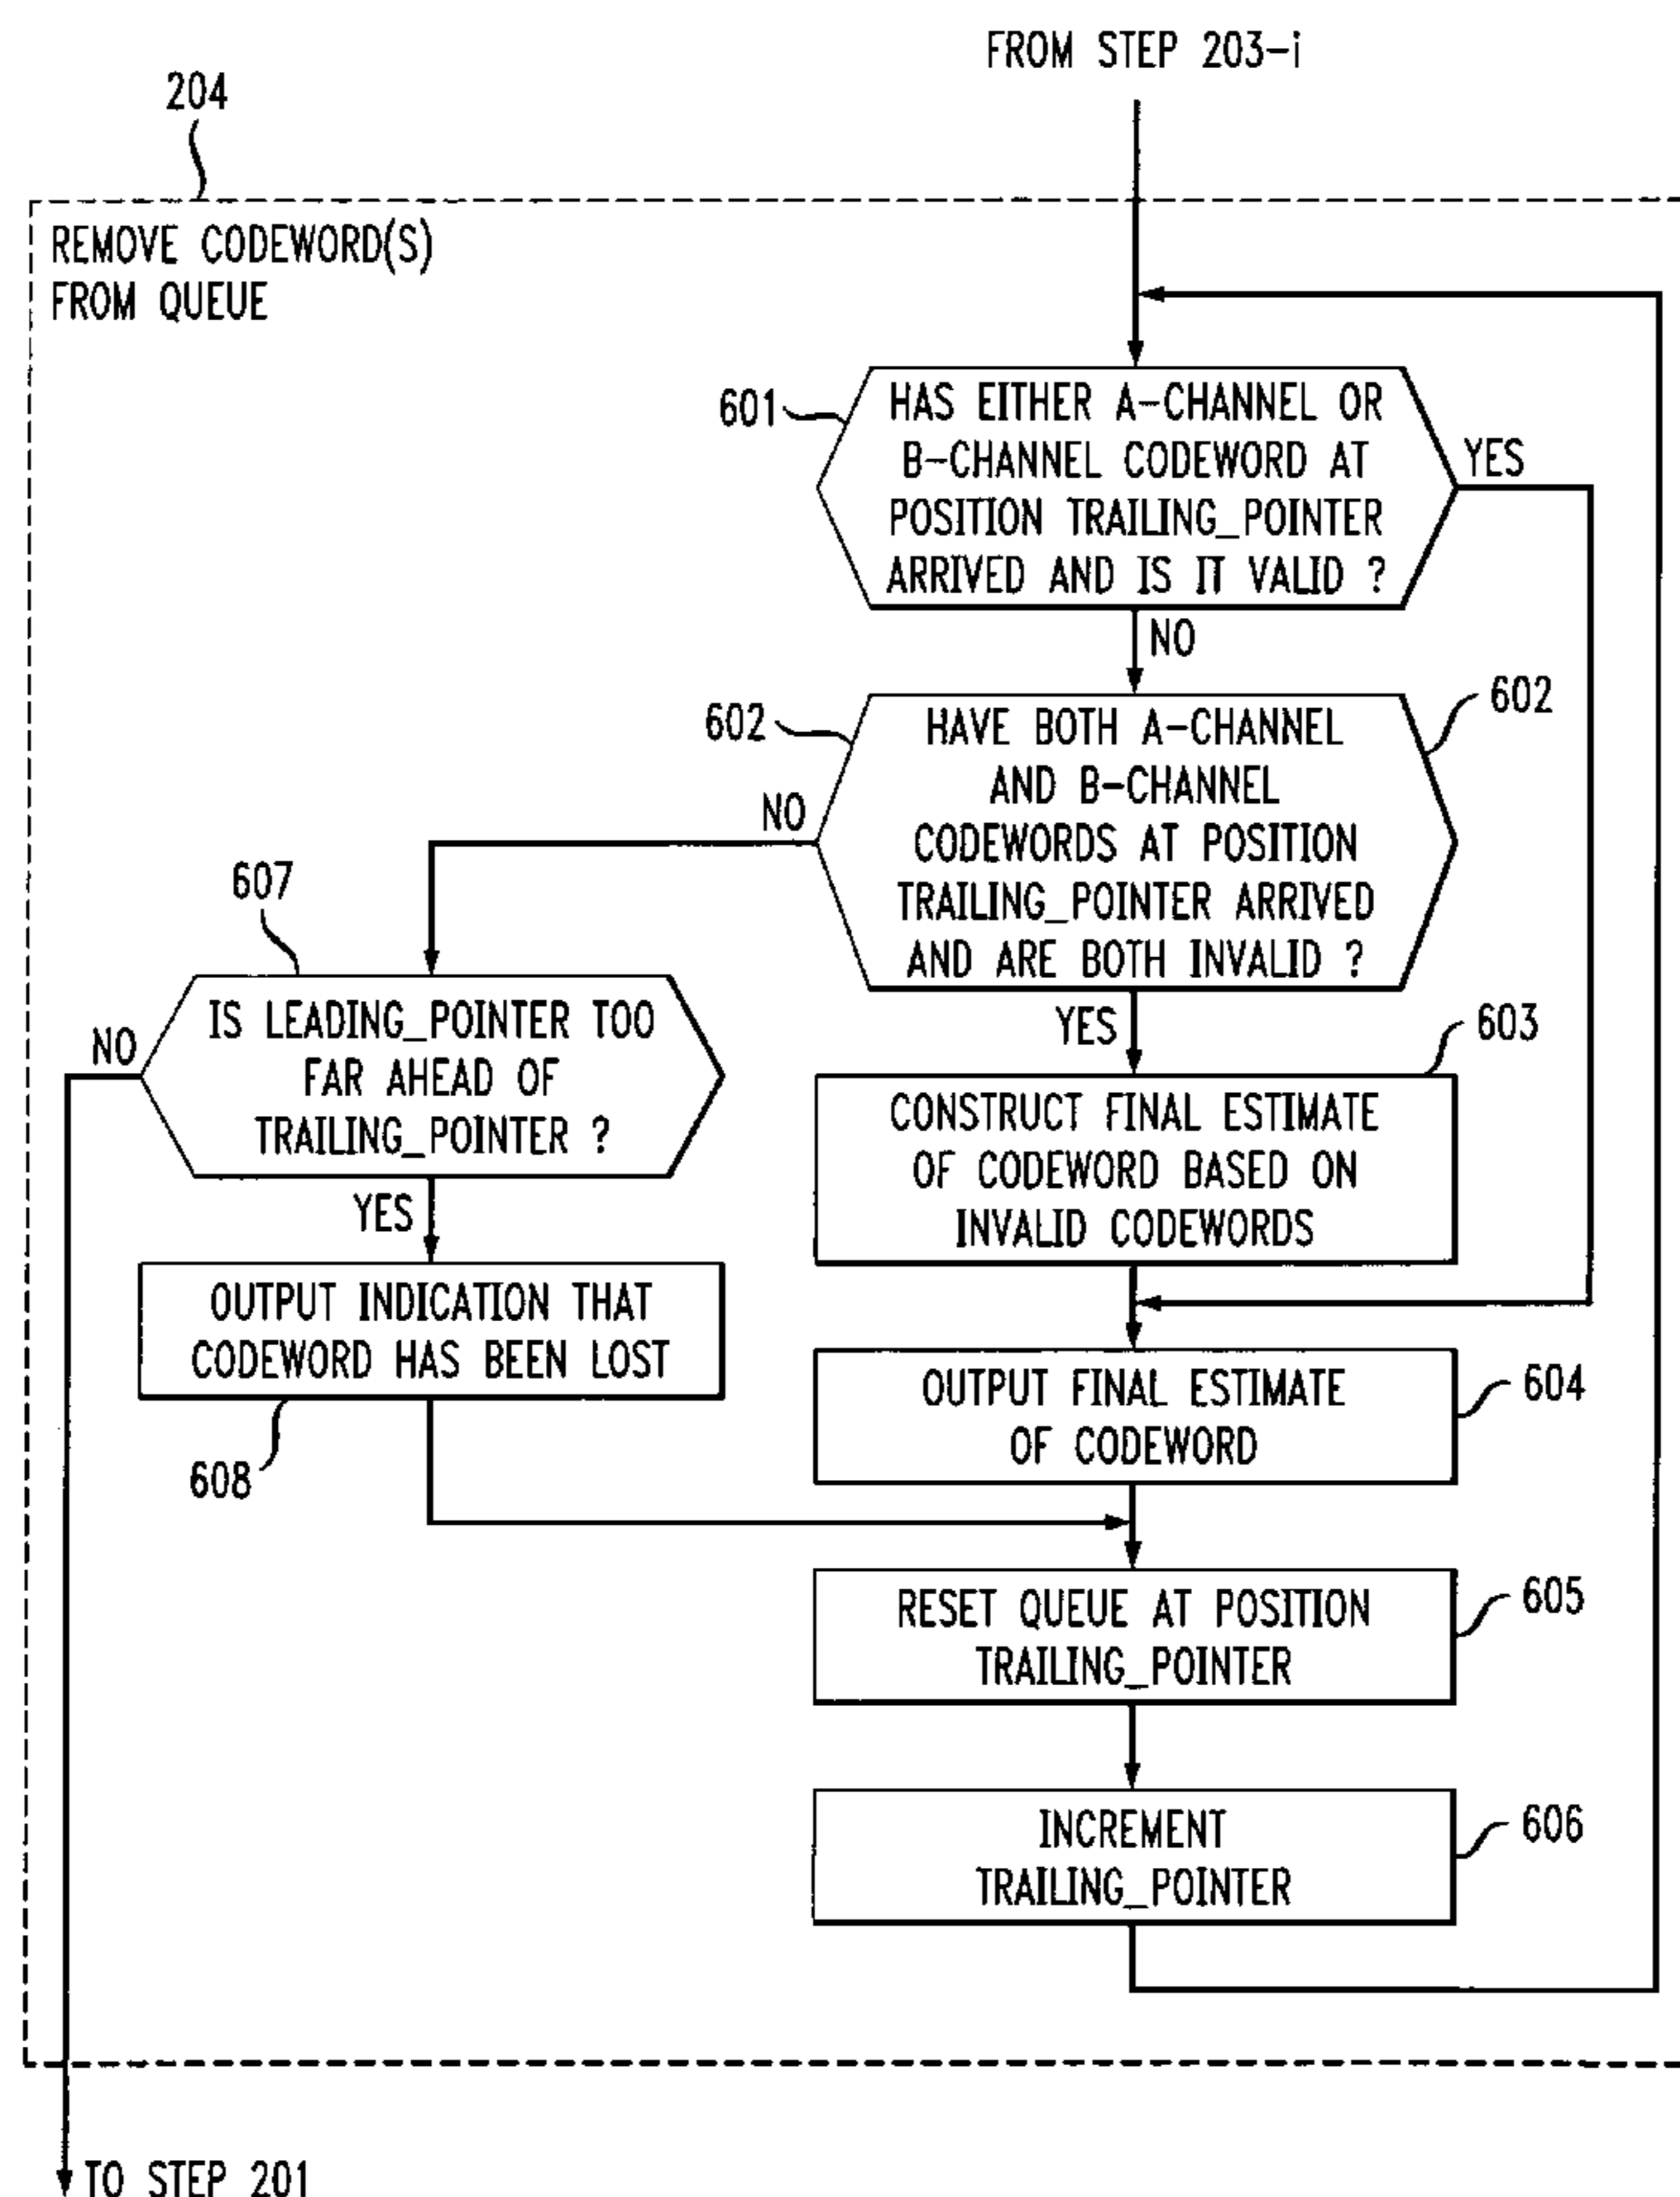 FROM STEP 203-i
204
REMOVE CODEWORD(S)
FROM QUEUE
601
HAS EITHER A-CHANNEL OR
B-CHANNEL CODEWORD AT
POSITION TRAILING_POINTER
ARRIVED AND IS IT VALID ?
YES
NO
602
HAVE BOTH A-CHANNEL
AND B-CHANNEL
CODEWORDS AT POSITION
TRAILING_POINTER ARRIVED
AND ARE BOTH INVALID ?
602
NO
YES
607
IS LEADING_POINTER TOO
FAR AHEAD OF
TRAILING_POINTER ?
NO
YES
603
CONSTRUCT FINAL ESTIMATE
OF CODEWORD BASED ON
INVALID CODEWORDS
OUTPUT INDICATION THAT
CODEWORD HAS BEEN LOST
608
OUTPUT FINAL ESTIMATE
OF CODEWORD
604
RESET QUEUE AT POSITION
TRAILING_POINTER
605
INCREMENT
TRAILING_POINTER
606
TO STEP 201